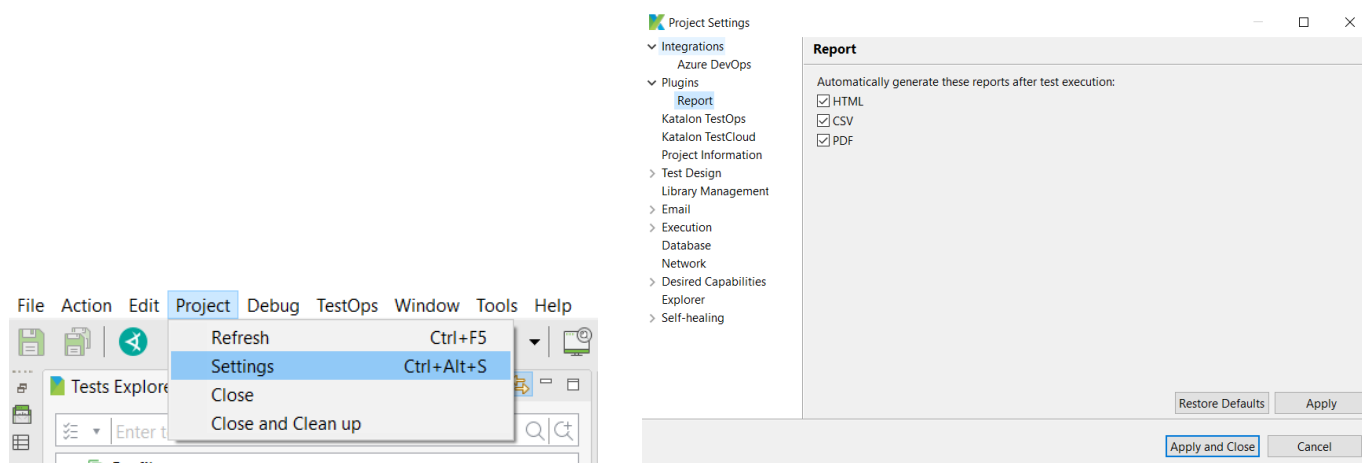 File Action Edit Project Debug TestOps Window Tools Help
Refresh Ctrl+F5
Settings Ctrl+Alt+S
Close
Close and Clean up
Tests Explore
Enter t
Project Settings
Integrations
Azure DevOps
Plugins
Report
Katalon TestOps
Katalon TestCloud
Project Information
Test Design
Library Management
Email
Execution
Database
Network
Desired Capabilities
Explorer
Self-healing
Report
Automatically generate these reports after test execution:
HTML
CSV
PDF
Restore Defaults Apply
Apply and Close Cancel